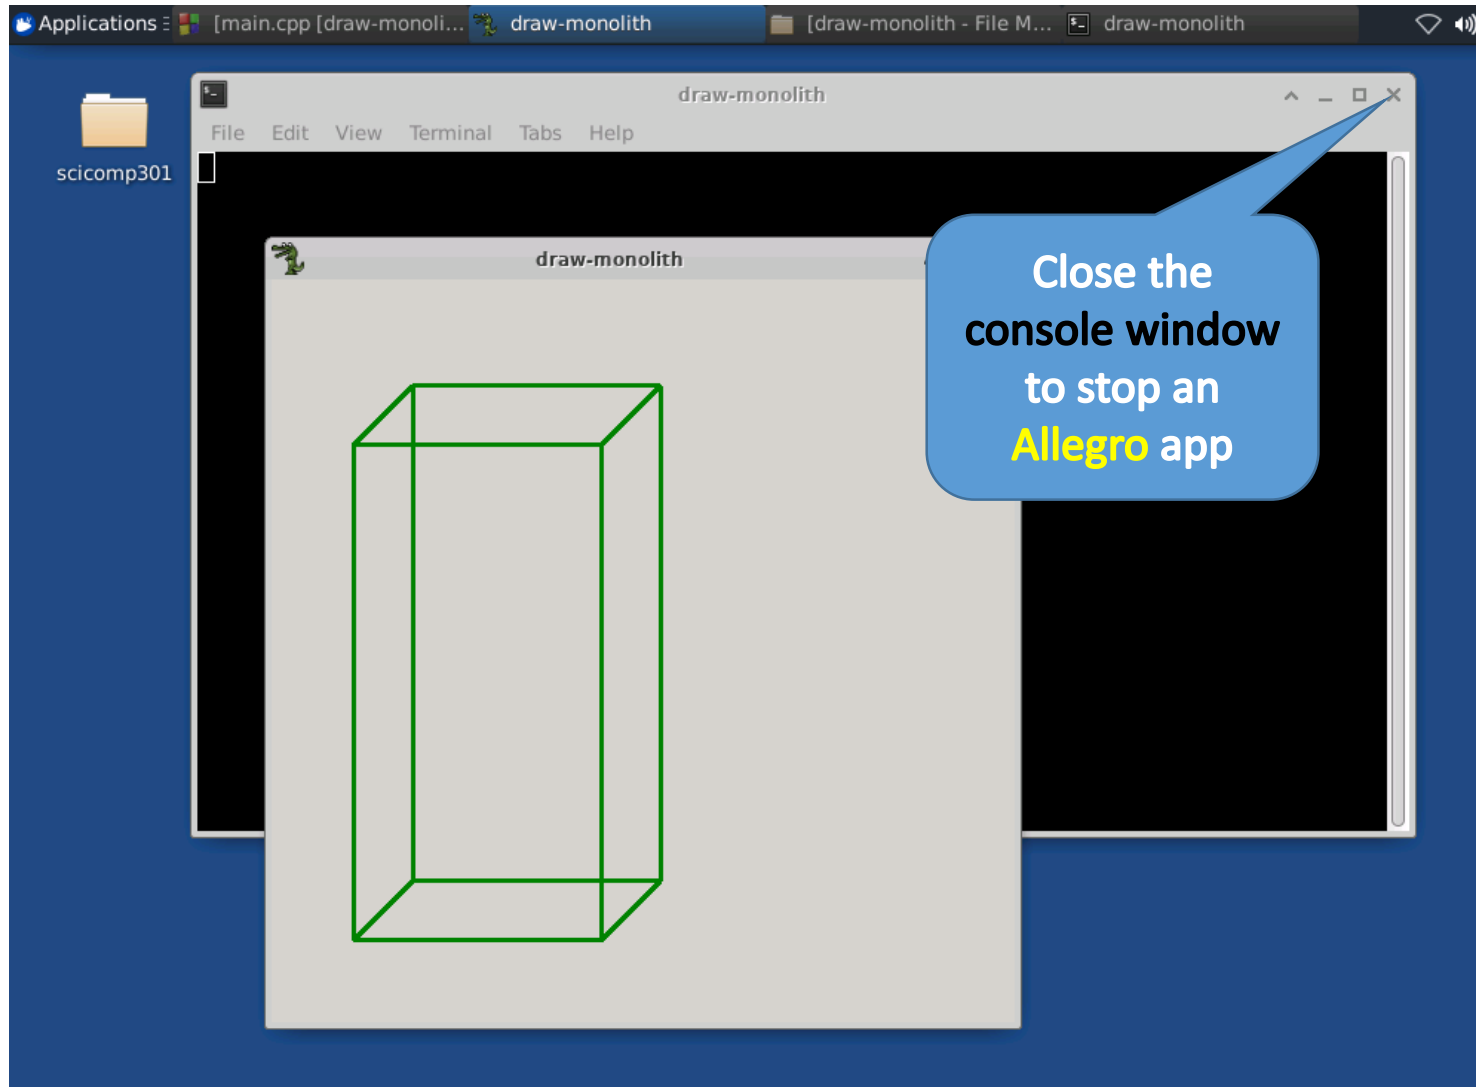 Applications
[main.cpp [draw-monoli...
draw-monolith
[draw-monolith - File M...
draw-monolith
scicomp301
draw-monolith
File Edit View Terminal Tabs Help
draw-monolith
Close the
console window
to stop an
Allegro app